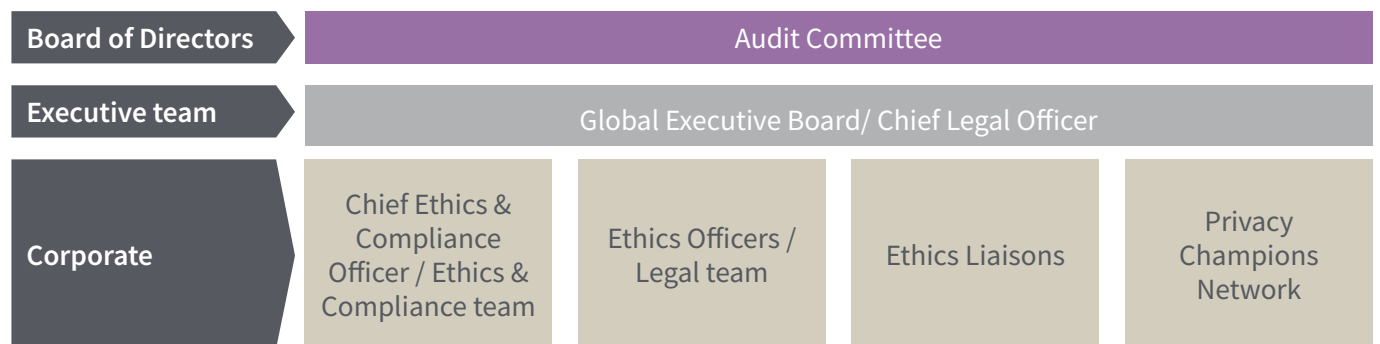 Board of Directors
Audit Committee
Executive team
Global Executive Board/ Chief Legal Officer
Corporate
Chief Ethics &
Compliance
Officer / Ethics &
Compliance team
Ethics Officers /
Legal team
Ethics Liaisons
Privacy
Champions
Network